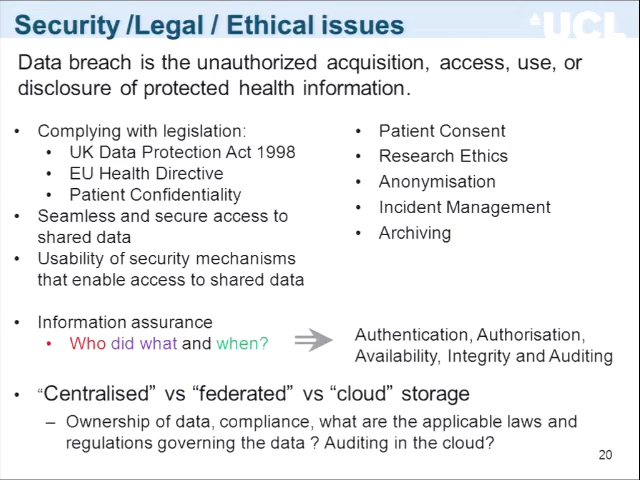 Security /Legal / Ethical issues
UCL
Data breach is the unauthorized acquisition, access, use, or
disclosure of protected health information.
• Complying with legislation:
• UK Data Protection Act 1998
• EU Health Directive
• Patient Confidentiality
• Seamless and secure access to
shared data
• Usability of security mechanisms
that enable access to shared data
• Patient Consent
• Research Ethics
• Anonymisation
• Incident Management
• Archiving
• Information assurance
• Who did what and when?
Authentication, Authorisation,
Availability, Integrity and Auditing
• “Centralised” vs “federated” vs “cloud” storage
– Ownership of data, compliance, what are the applicable laws and
regulations governing the data ? Auditing in the cloud?
20